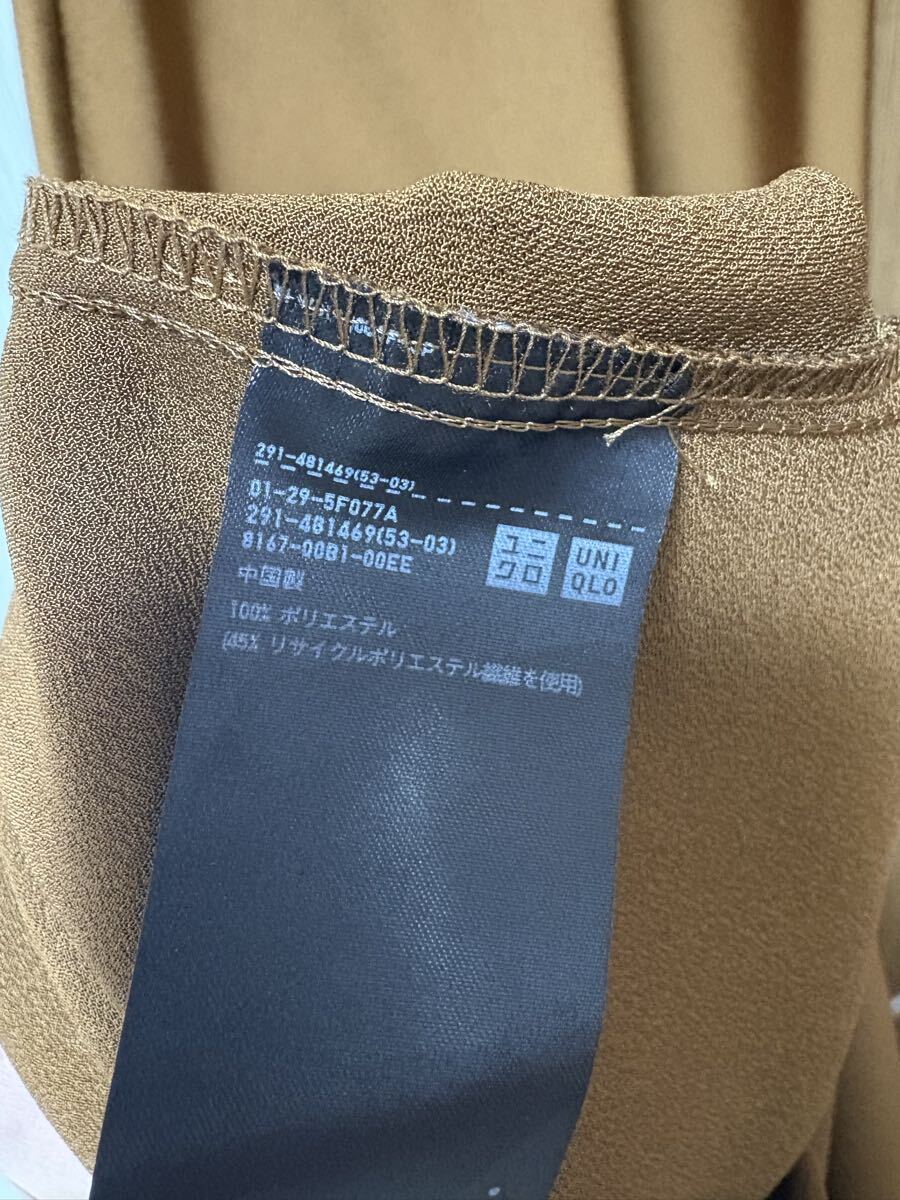 291-481469(53-03)
01-29-5F077A
291-481469(53-03)
8167-00B1-00EE
ユニ
クロ
UNI
QLO
中国製
100% ポリエステル
(45% リサイクルポリエステル繊維を使用)